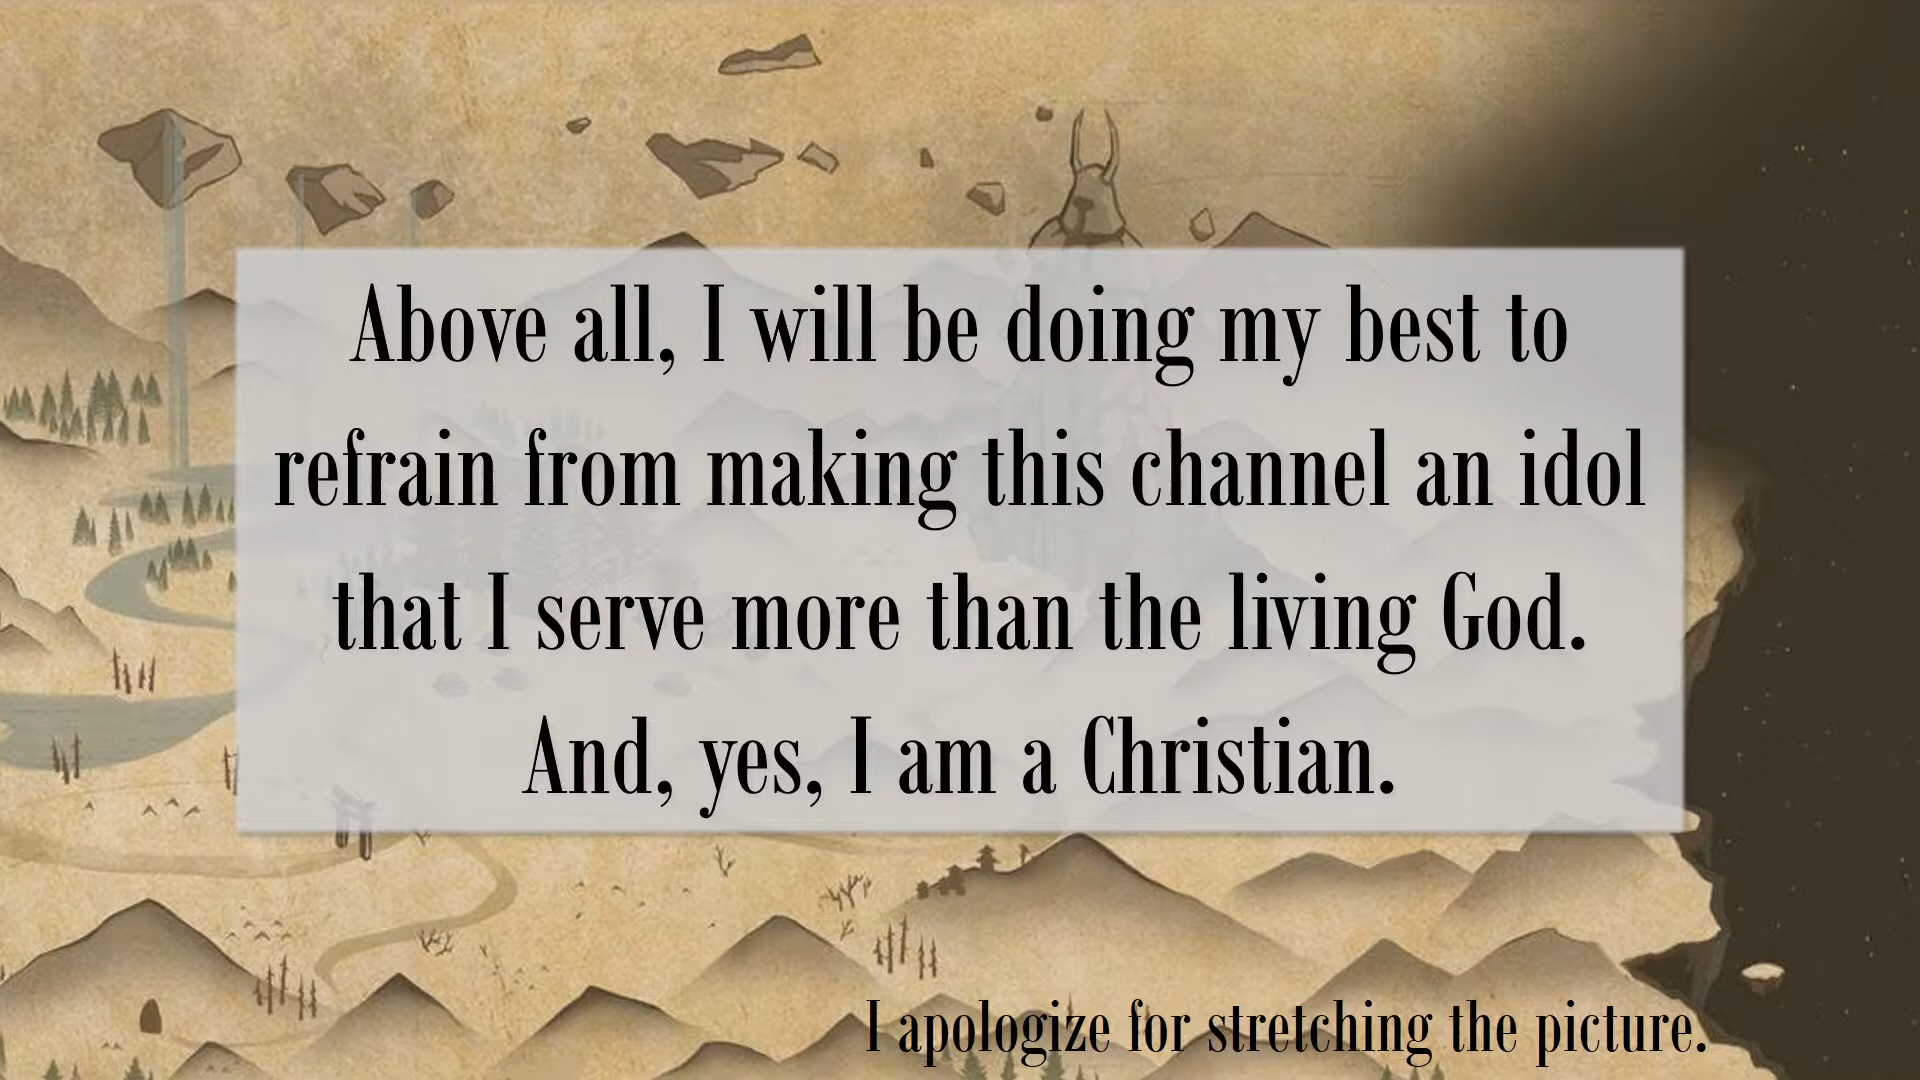 Above all, I will be doing my best to
refrain from making this channel an idol
that I serve more than the living God.
And, yes, I am a Christian.
I apologize for stretching the picture.